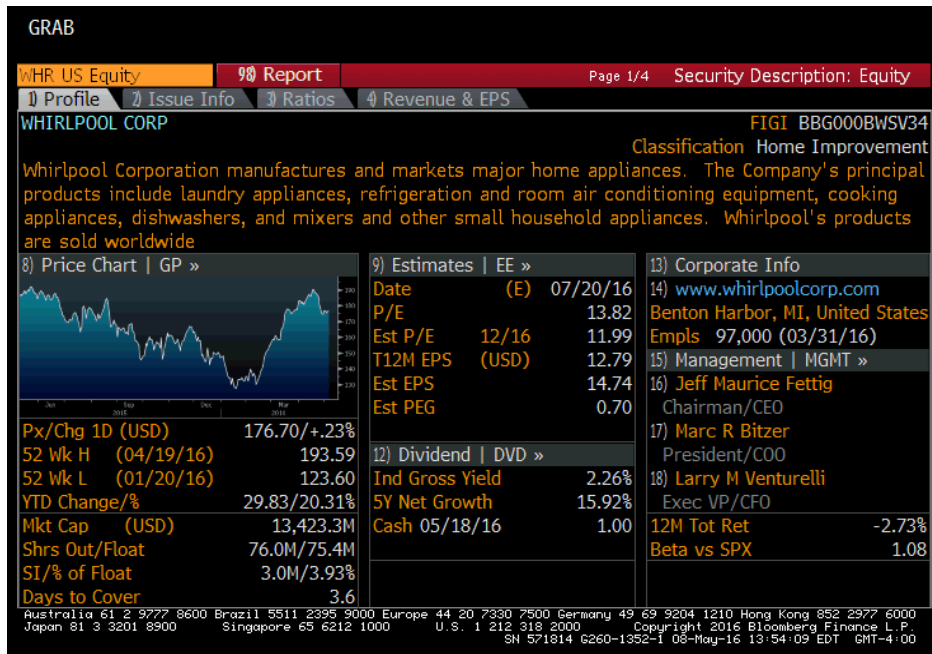 GRAB
WHR US Equity 98) Report Page 1/4 Security Description: Equity
1) Profile 2) Issue Info 3) Ratios 4) Revenue & EPS
WHIRLPOOL CORP FIGI BBG000BWSV34
Classification Home Improvement
Whirlpool Corporation manufactures and markets major home appliances. The Company's principal
products include laundry appliances, refrigeration and room air conditioning equipment, cooking
appliances, dishwashers, and mixers and other small household appliances. Whirlpool's products
are sold worldwide
8) Price Chart | GP »
190
170
150
140
130
Jun Sep Dec Mar
2015 2016
Px/Chg 1D (USD) 176.70/+.23%
52 Wk H (04/19/16) 193.59
52 Wk L (01/20/16) 123.60
YTD Change/% 29.83/20.31%
Mkt Cap (USD) 13,423.3M
Shrs Out/Float 76.0M/75.4M
SI/% of Float 3.0M/3.93%
Days to Cover 3.6
9) Estimates | EE »
Date (E) 07/20/16
P/E 13.82
Est P/E 12/16 11.99
T12M EPS (USD) 12.79
Est EPS 14.74
Est PEG 0.70
12) Dividend | DVD »
Ind Gross Yield 2.26%
5Y Net Growth 15.92%
Cash 05/18/16 1.00
13) Corporate Info
14) www.whirlpoolcorp.com
Benton Harbor, MI, United States
Empls 97,000 (03/31/16)
15) Management | MGMT »
16) Jeff Maurice Fettig
Chairman/CEO
17) Marc R Bitzer
President/COO
18) Larry M Venturelli
Exec VP/CFO
12M Tot Ret -2.73%
Beta vs SPX 1.08
Australia 61 2 9777 8600 Brazil 5511 2395 9000 Europe 44 20 7330 7500 Germany 49 69 9204 1210 Hong Kong 852 2977 6000
Japan 81 3 3201 8900 Singapore 65 6212 1000 U.S. 1 212 318 2000 Copyright 2016 Bloomberg Finance L.P.
SN 571814 G260-1352-1 08-May-16 13:54:09 EDT GMT-4:00